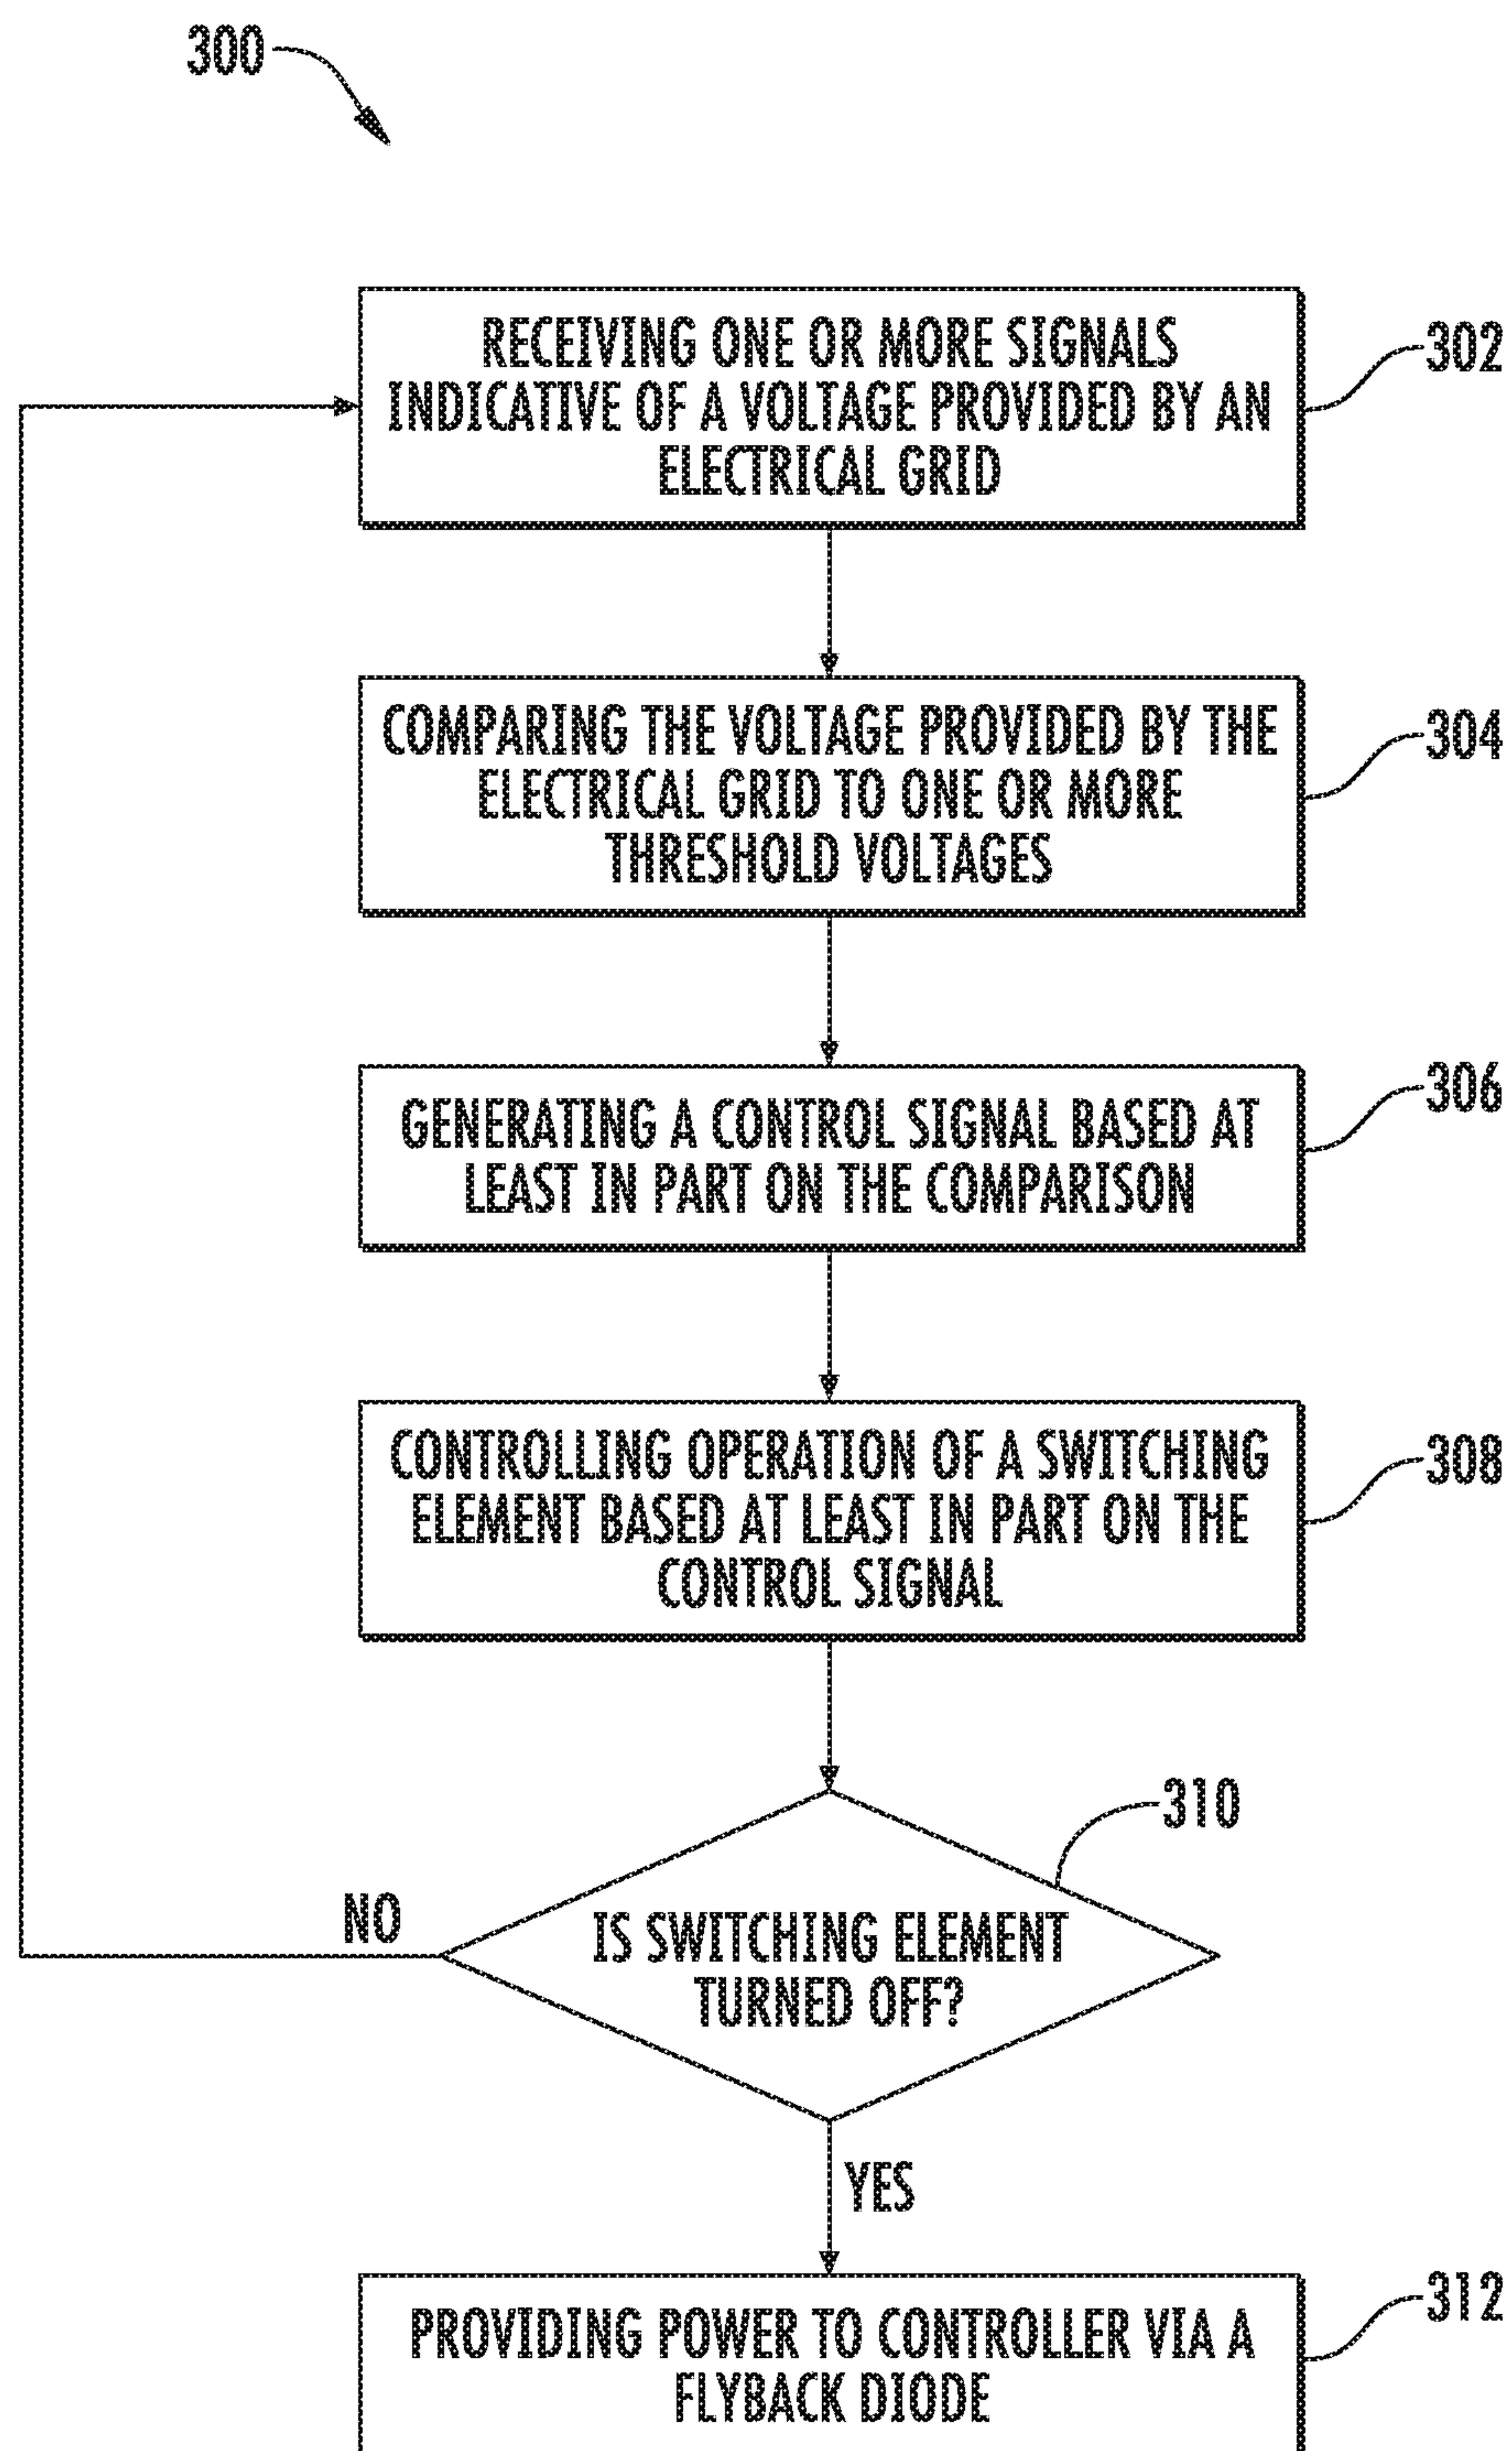 300
RECEIVING ONE OR MORE SIGNALS
INDICATIVE OF A VOLTAGE PROVIDED BY AN
ELECTRICAL GRID
302
COMPARING THE VOLTAGE PROVIDED BY THE
ELECTRICAL GRID TO ONE OR MORE
THRESHOLD VOLTAGES
304
GENERATING A CONTROL SIGNAL BASED AT
LEAST IN PART ON THE COMPARISON
306
CONTROLLING OPERATION OF A SWITCHING
ELEMENT BASED AT LEAST IN PART ON THE
CONTROL SIGNAL
308
310
NO
IS SWITCHING ELEMENT
TURNED OFF?
YES
PROVIDING POWER TO CONTROLLER VIA A
FLYBACK DIODE
312